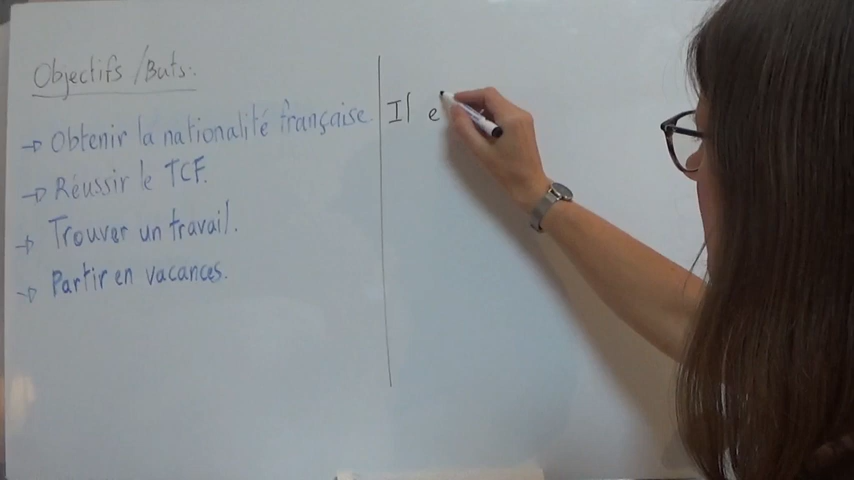 Objectifs / Buts:
→ Obtenir la nationalité française.
→ Réussir le TCF.
→ Trouver un travail.
→ Partir en vacances.
Il e